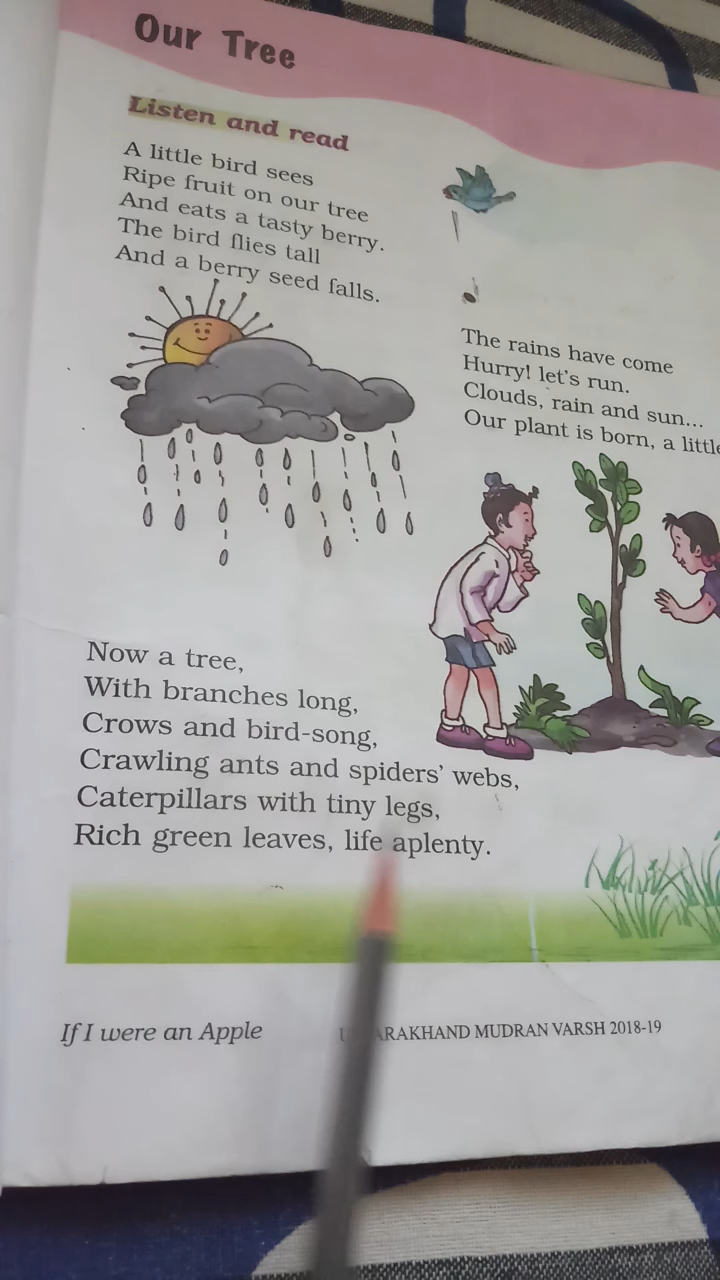 Our Tree
Listen and read
A little bird sees
Ripe fruit on our tree
And eats a tasty berry.
The bird flies tall
And a berry seed falls.
The rains have come
Hurry! let's run.
Clouds, rain and sun...
Our plant is born, a
Now a tree,
With branches long,
Crows and bird-song,
Crawling ants and spiders' webs,
Caterpillars with tiny legs,
Rich green leaves, life aplenty.
If I were an Apple
MUDRAN VARSH 2018-19